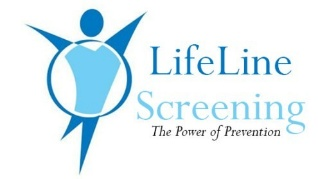 LifeLine
Screening
The Power of Prevention